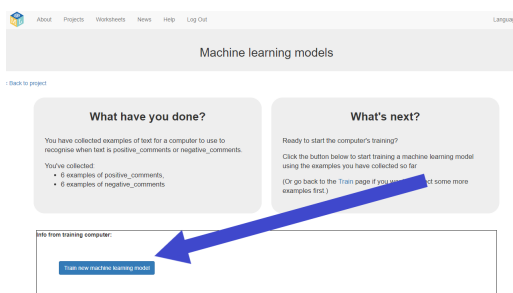 About Projects Worksheets News Help Log Out Languag
Machine learning models
Back to project
What have you done?
You have collected examples of text for a computer to use to
recognise when text is positive_comments or negative_comments.
You've collected:
• 6 examples of positive_comments,
• 6 examples of negative_comments
What's next?
Ready to start the computer's training?
Click the button below to start training a machine learning model
using the examples you have collected so far
(Or go back to the Train page if you ct some more
examples first.)
Info from training computer:
Train new machine learning model